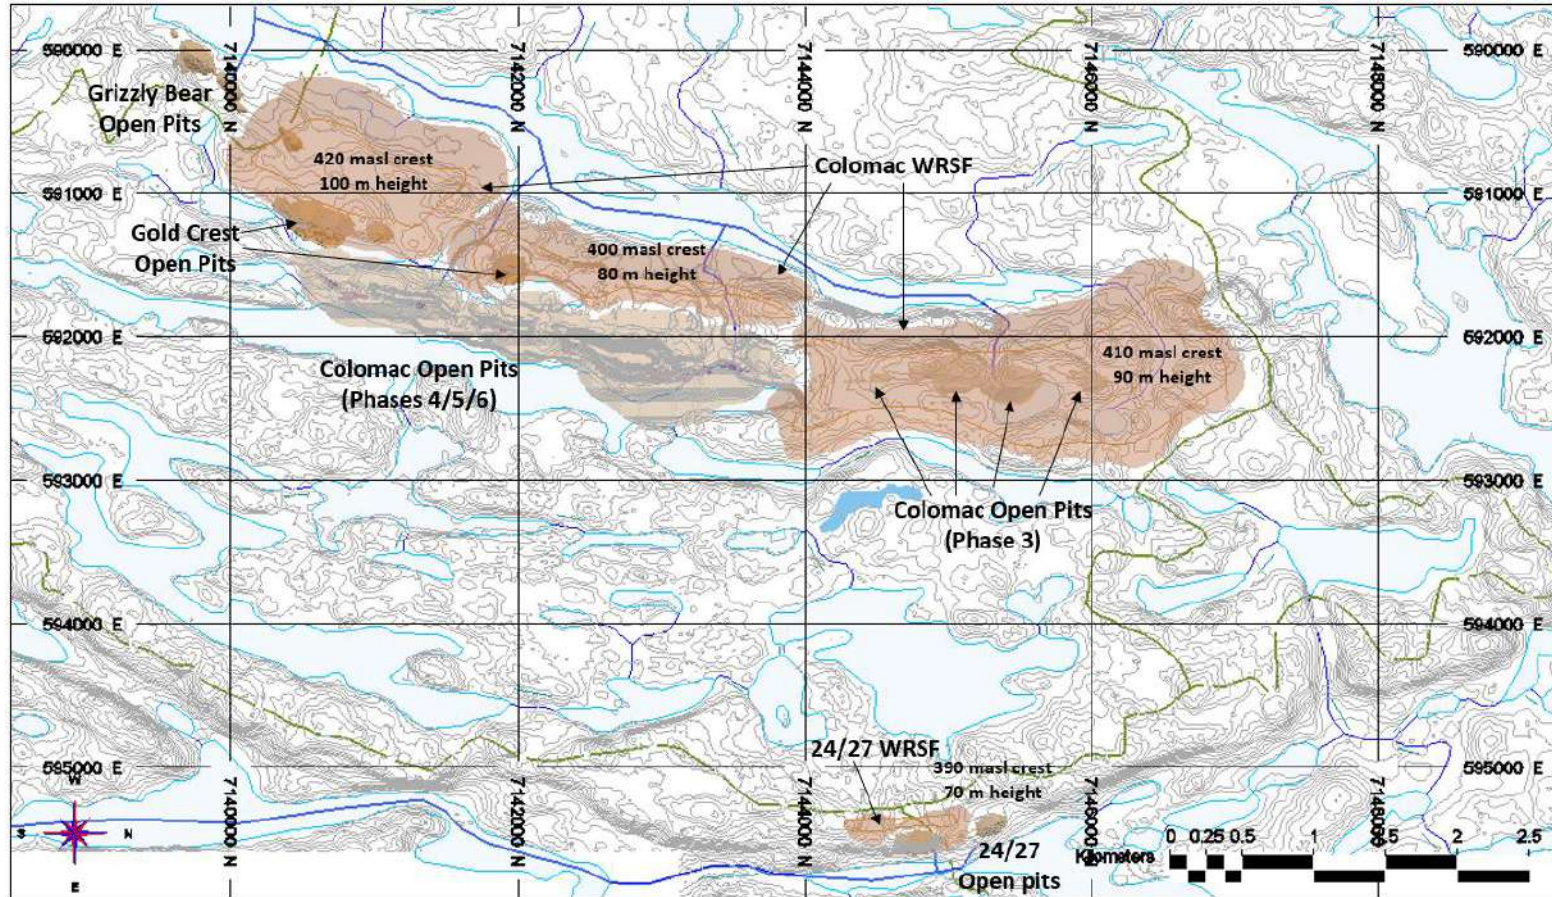 590000 E
590000 E
7140000 N
7142000 N
7144000 N
7146000 N
7148000 N
Grizzly Bear
Open Pits
420 masl crest
100 m height
Colomac WRSF
591000 E
591000 E
Gold Crest
Open Pits
400 masl crest
80 m height
592000 E
592000 E
410 masl crest
90 m height
Colomac Open Pits
(Phases 4/5/6)
593000 E
593000 E
Colomac Open Pits
(Phase 3)
594000 E
594000 E
24/27 WRSF
390 masl crest
70 m height
595000 E
595000 E
7140000 N
7142000 N
7144000 N
7146000 N
7148000
W
S
N
E
24/27
Open pits
0 0.25 0.5 1 1.5 2 2.5
Kilometers